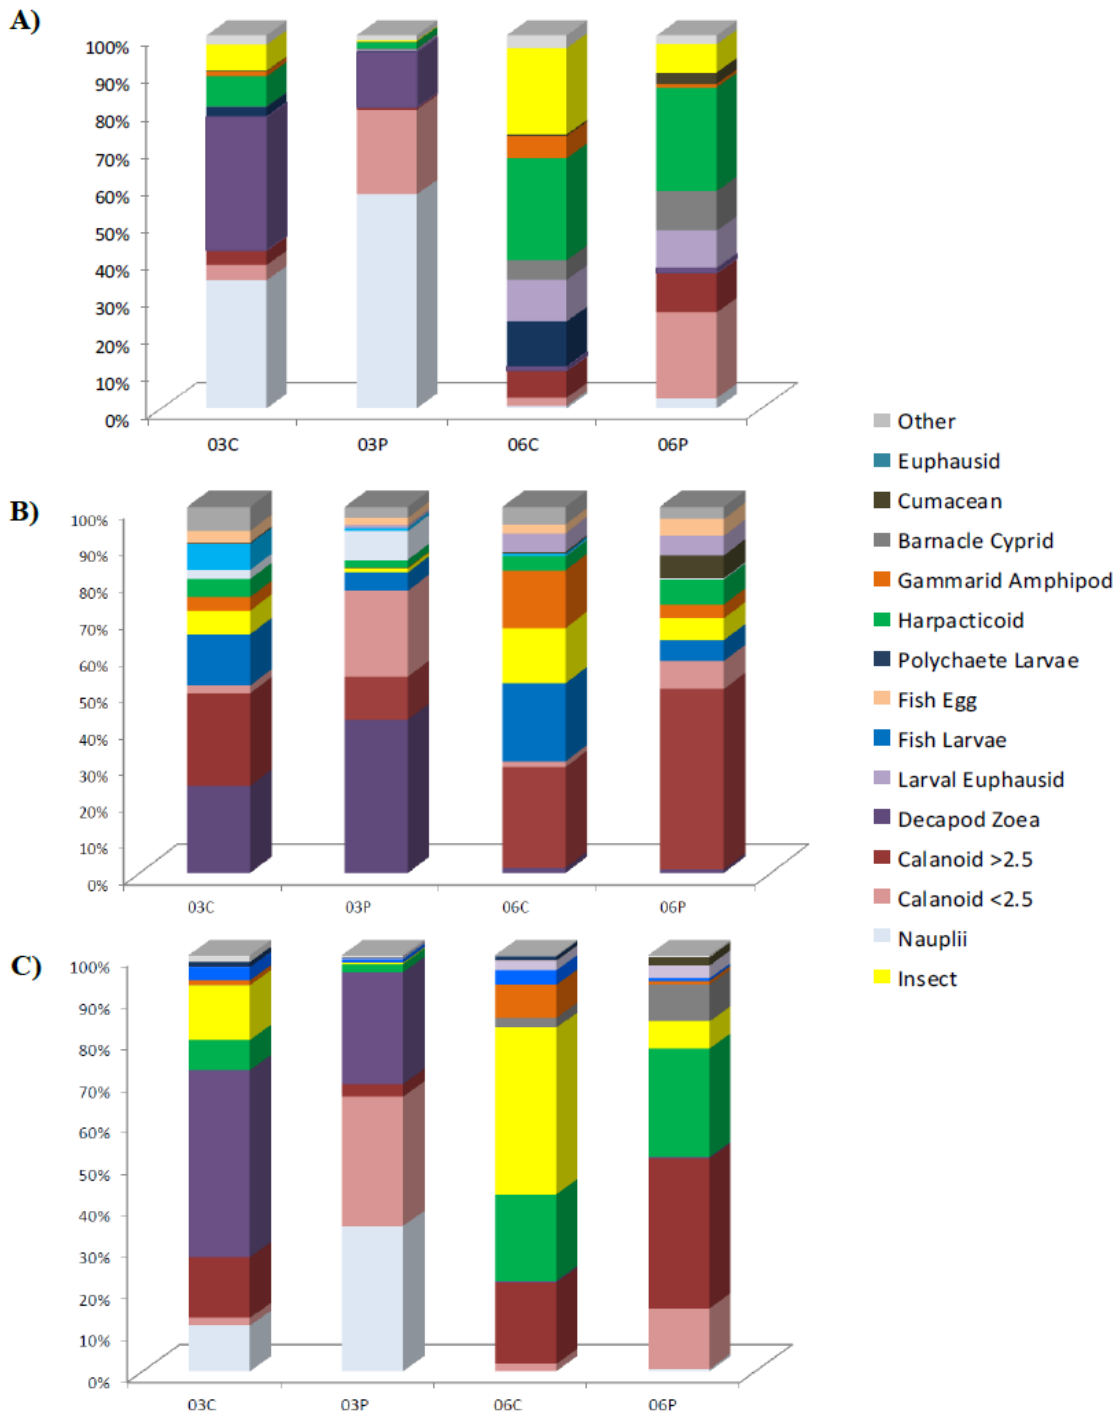 A)
100%
90%
80%
70%
60%
50%
40%
30%
20%
10%
0%
03C 03P 06C 06P
B)
100%
90%
80%
70%
60%
50%
40%
30%
20%
10%
0%
03C 03P 06C 06P
C)
100%
90%
80%
70%
60%
50%
40%
30%
20%
10%
0%
03C 03P 06C 06P
Other
Euphausid
Cumacean
Barnacle Cyprid
Gammarid Amphipod
Harpacticoid
Polychaete Larvae
Fish Egg
Fish Larvae
Larval Euphausid
Decapod Zoea
Calanoid >2.5
Calanoid <2.5
Nauplii
Insect